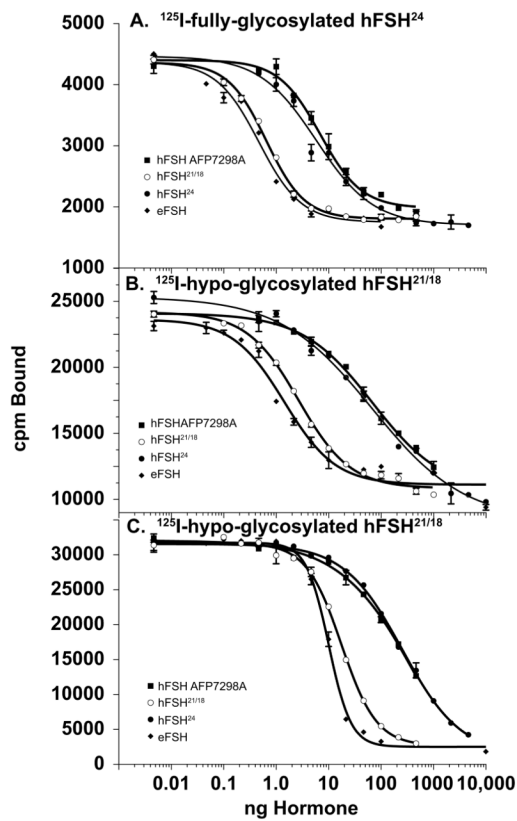 A. ¹²⁵I-fully-glycosylated hFSH²⁴
5000
4000
3000
2000
1000
hFSH AFP7298A
hFSH²¹/¹⁸
hFSH²⁴
eFSH
B. ¹²⁵I-hypo-glycosylated hFSH²¹/¹⁸
25000
20000
15000
10000
hFSHAFP7298A
hFSH²¹/¹⁸
hFSH²⁴
eFSH
cpm Bound
C. ¹²⁵I-hypo-glycosylated hFSH²¹/¹⁸
30000
25000
20000
15000
10000
5000
0
hFSH AFP7298A
hFSH²¹/¹⁸
hFSH²⁴
eFSH
0.01 0.1 1.0 10 100 1000 10,000
ng Hormone